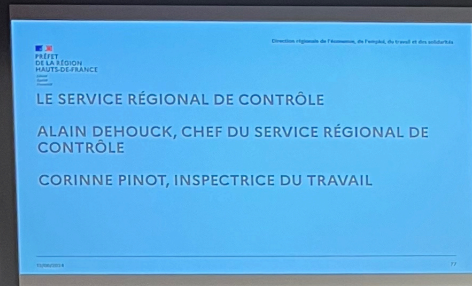 Direction régionale de l'économie, de l'emploi, du travail et des solidarités
PRÉFET
DE LA RÉGION
HAUTS-DE-FRANCE
LE SERVICE RÉGIONAL DE CONTRÔLE
ALAIN DEHOUCK, CHEF DU SERVICE RÉGIONAL DE
CONTRÔLE
CORINNE PINOT, INSPECTRICE DU TRAVAIL